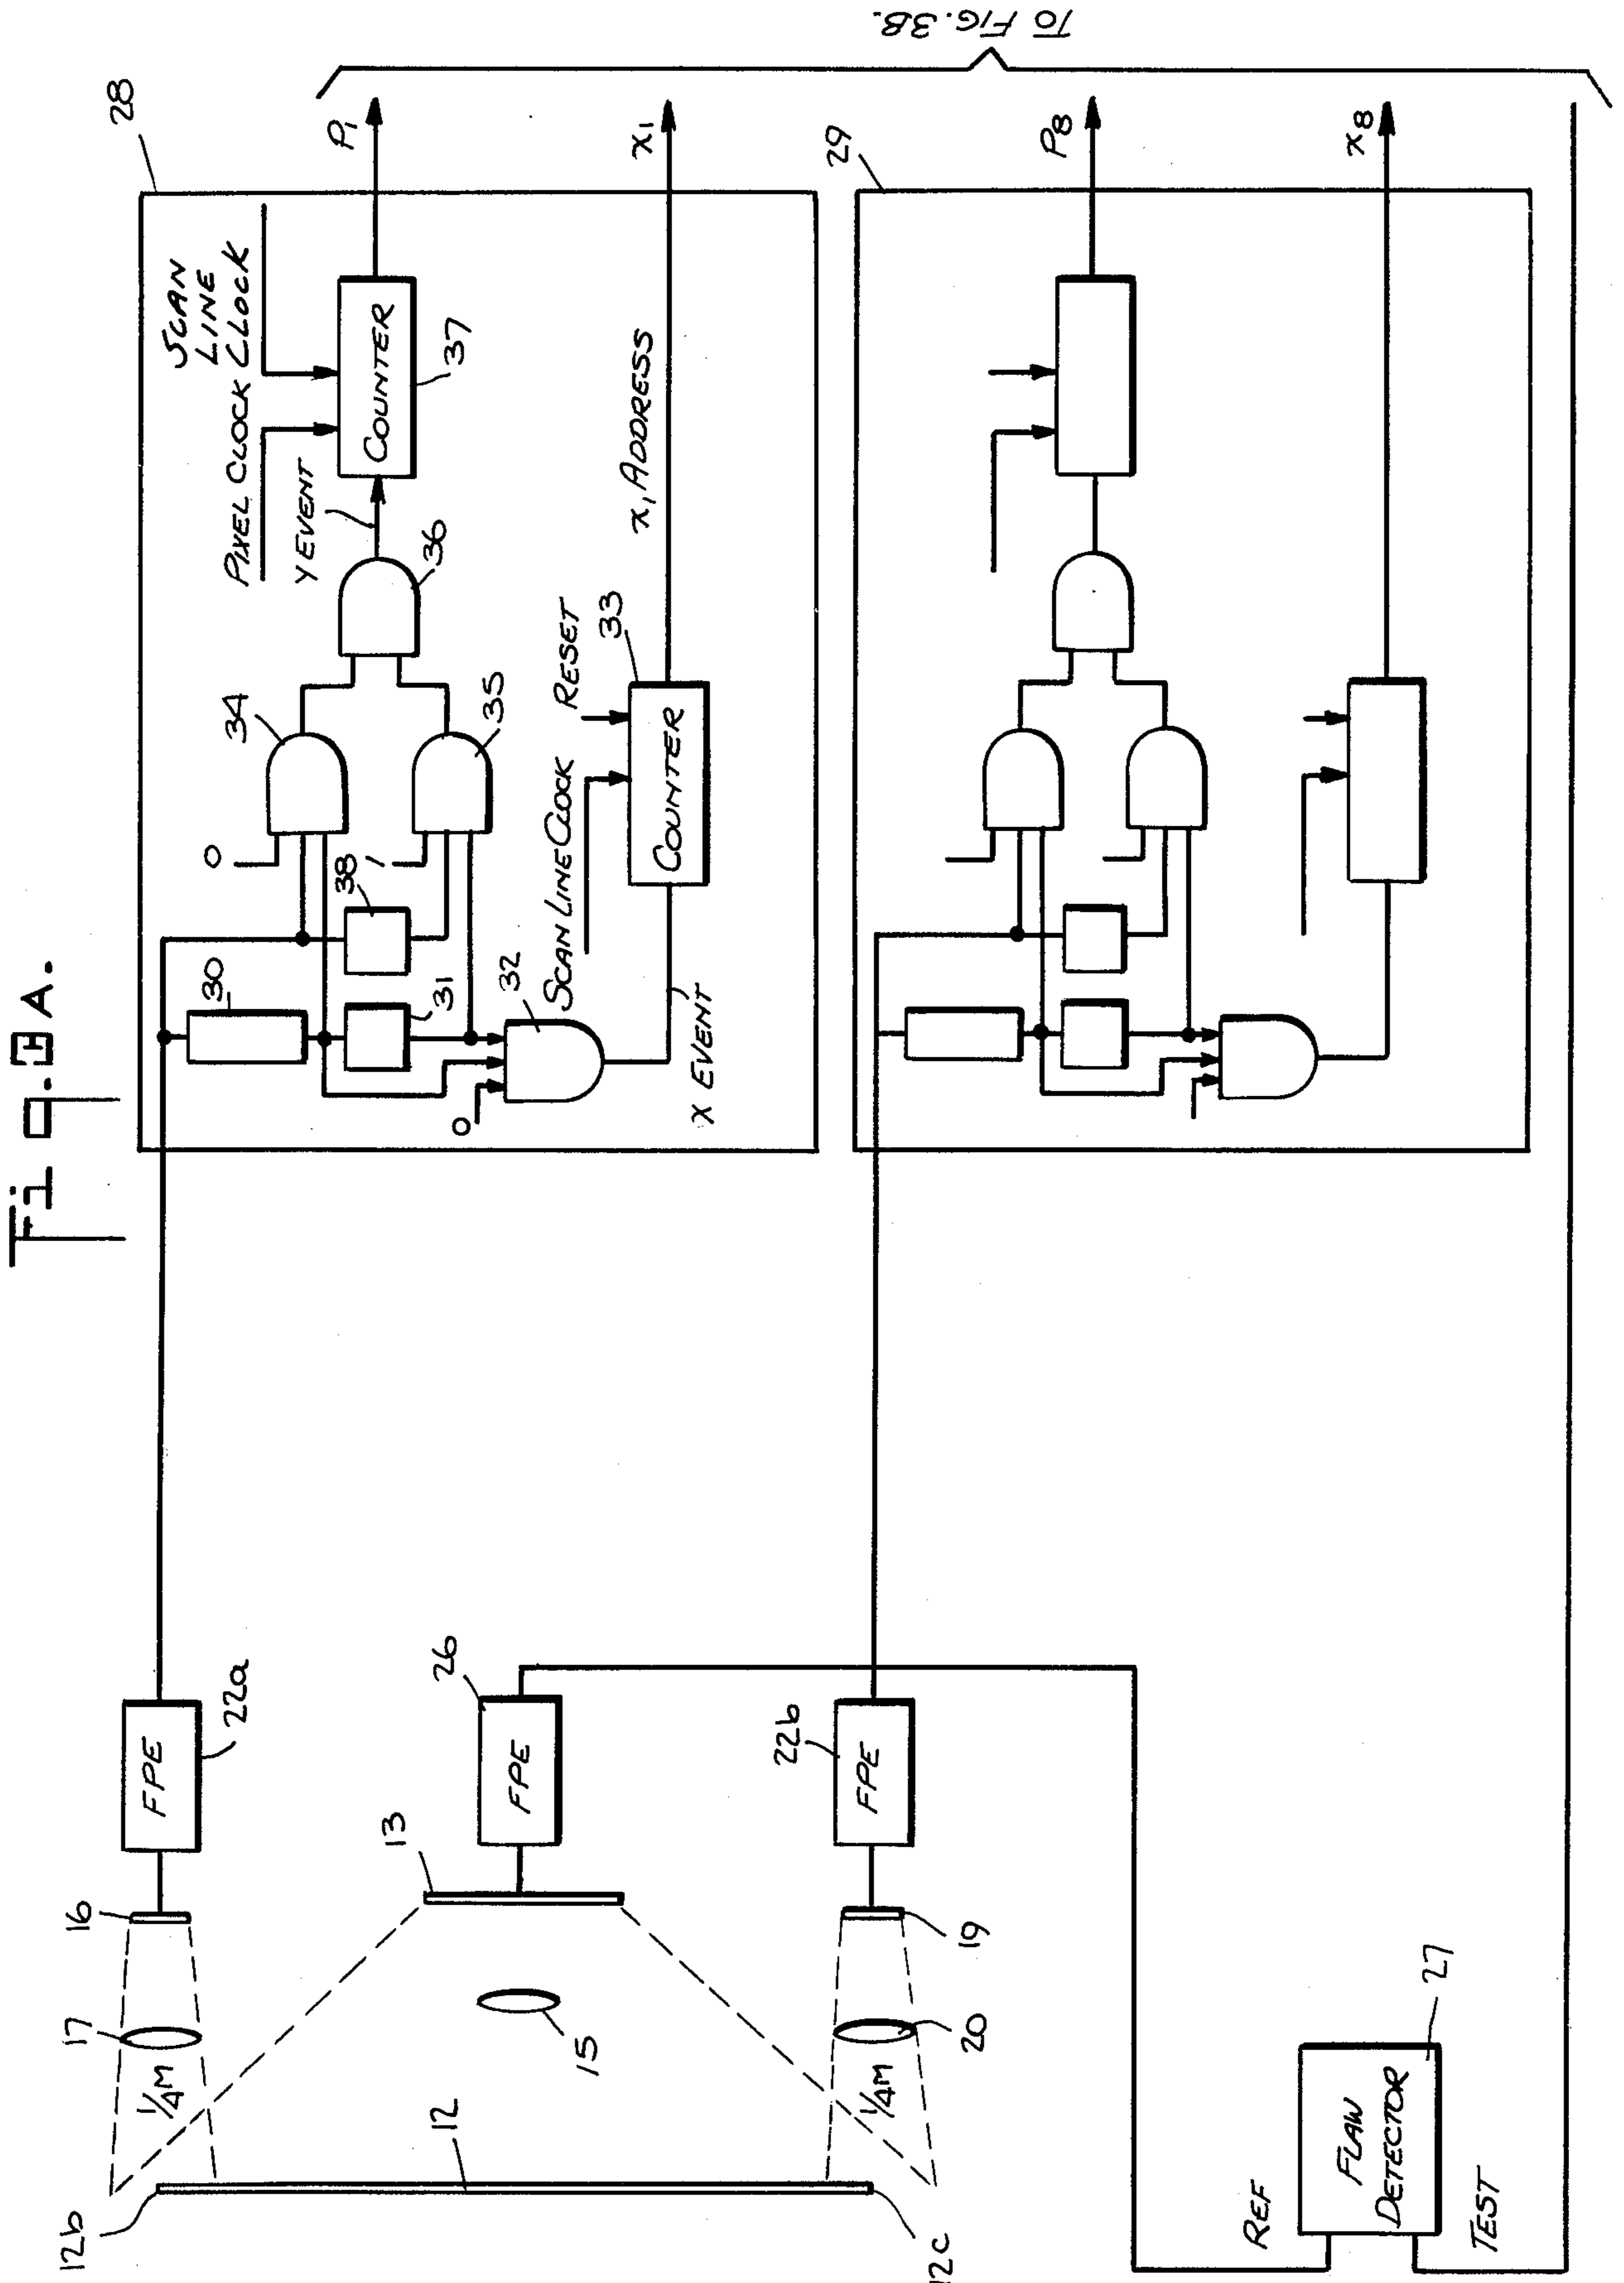 Fig. 3A.
28
SCAN
LINE
CLOCK
PIXEL CLOCK
Y EVENT
COUNTER
37
P1
34
0
36
35
1
38
30
31
32
0
SCAN LINE CLOCK
RESET
33
COUNTER
X EVENT
x1 ADDRESS
x1
29
P8
x8
TO FIG. 3B.
FPE
22a
16
17
1/4M
12b
12
12c
13
15
FPE
26
FPE
22b
19
20
1/4M
REF
FLAW
DETECTOR
27
TEST